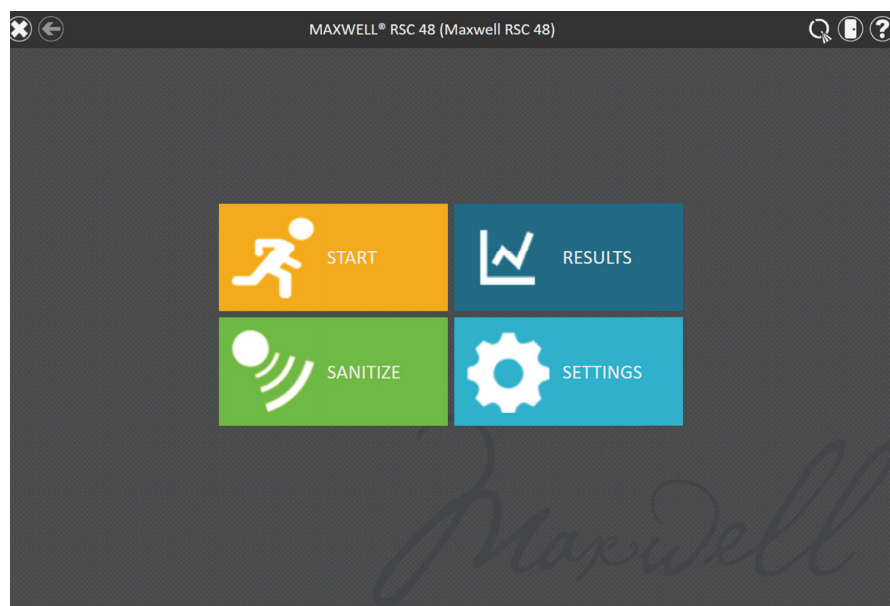 MAXWELL® RSC 48 (Maxwell RSC 48)
?
START
RESULTS
SANITIZE
SETTINGS
Maxwell